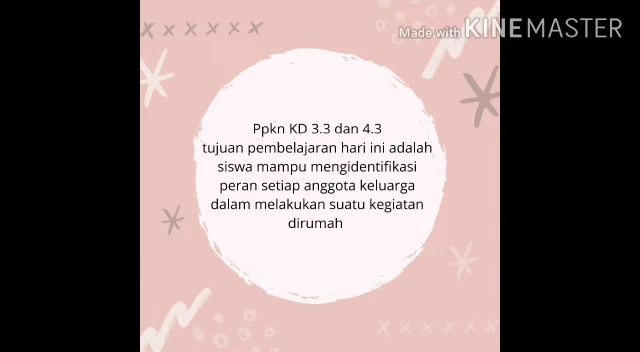 Made with KINEMASTER
Ppkn KD 3.3 dan 4.3
tujuan pembelajaran hari ini adalah
siswa mampu mengidentifikasi
peran setiap anggota keluarga
dalam melakukan suatu kegiatan
dirumah